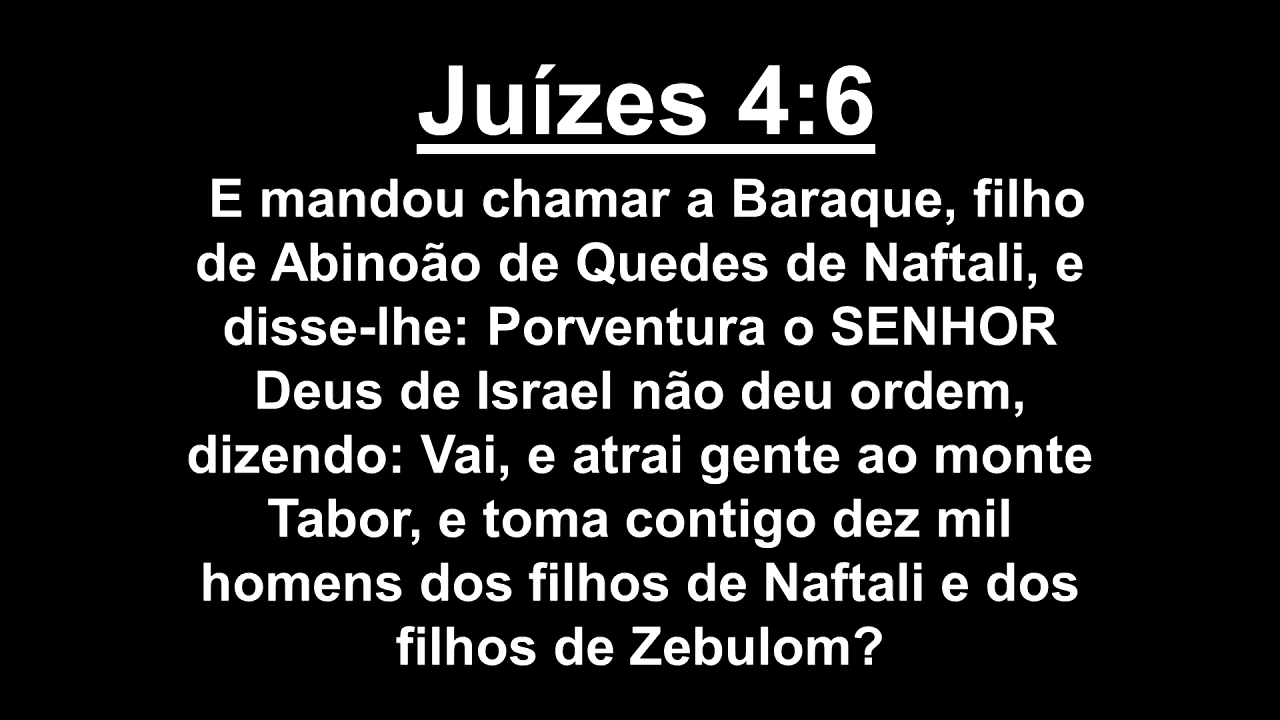 Juízes 4:6
E mandou chamar a Baraque, filho
de Abinoão de Quedes de Naftali, e
disse-lhe: Porventura o SENHOR
Deus de Israel não deu ordem,
dizendo: Vai, e atrai gente ao monte
Tabor, e toma contigo dez mil
homens dos filhos de Naftali e dos
filhos de Zebulom?